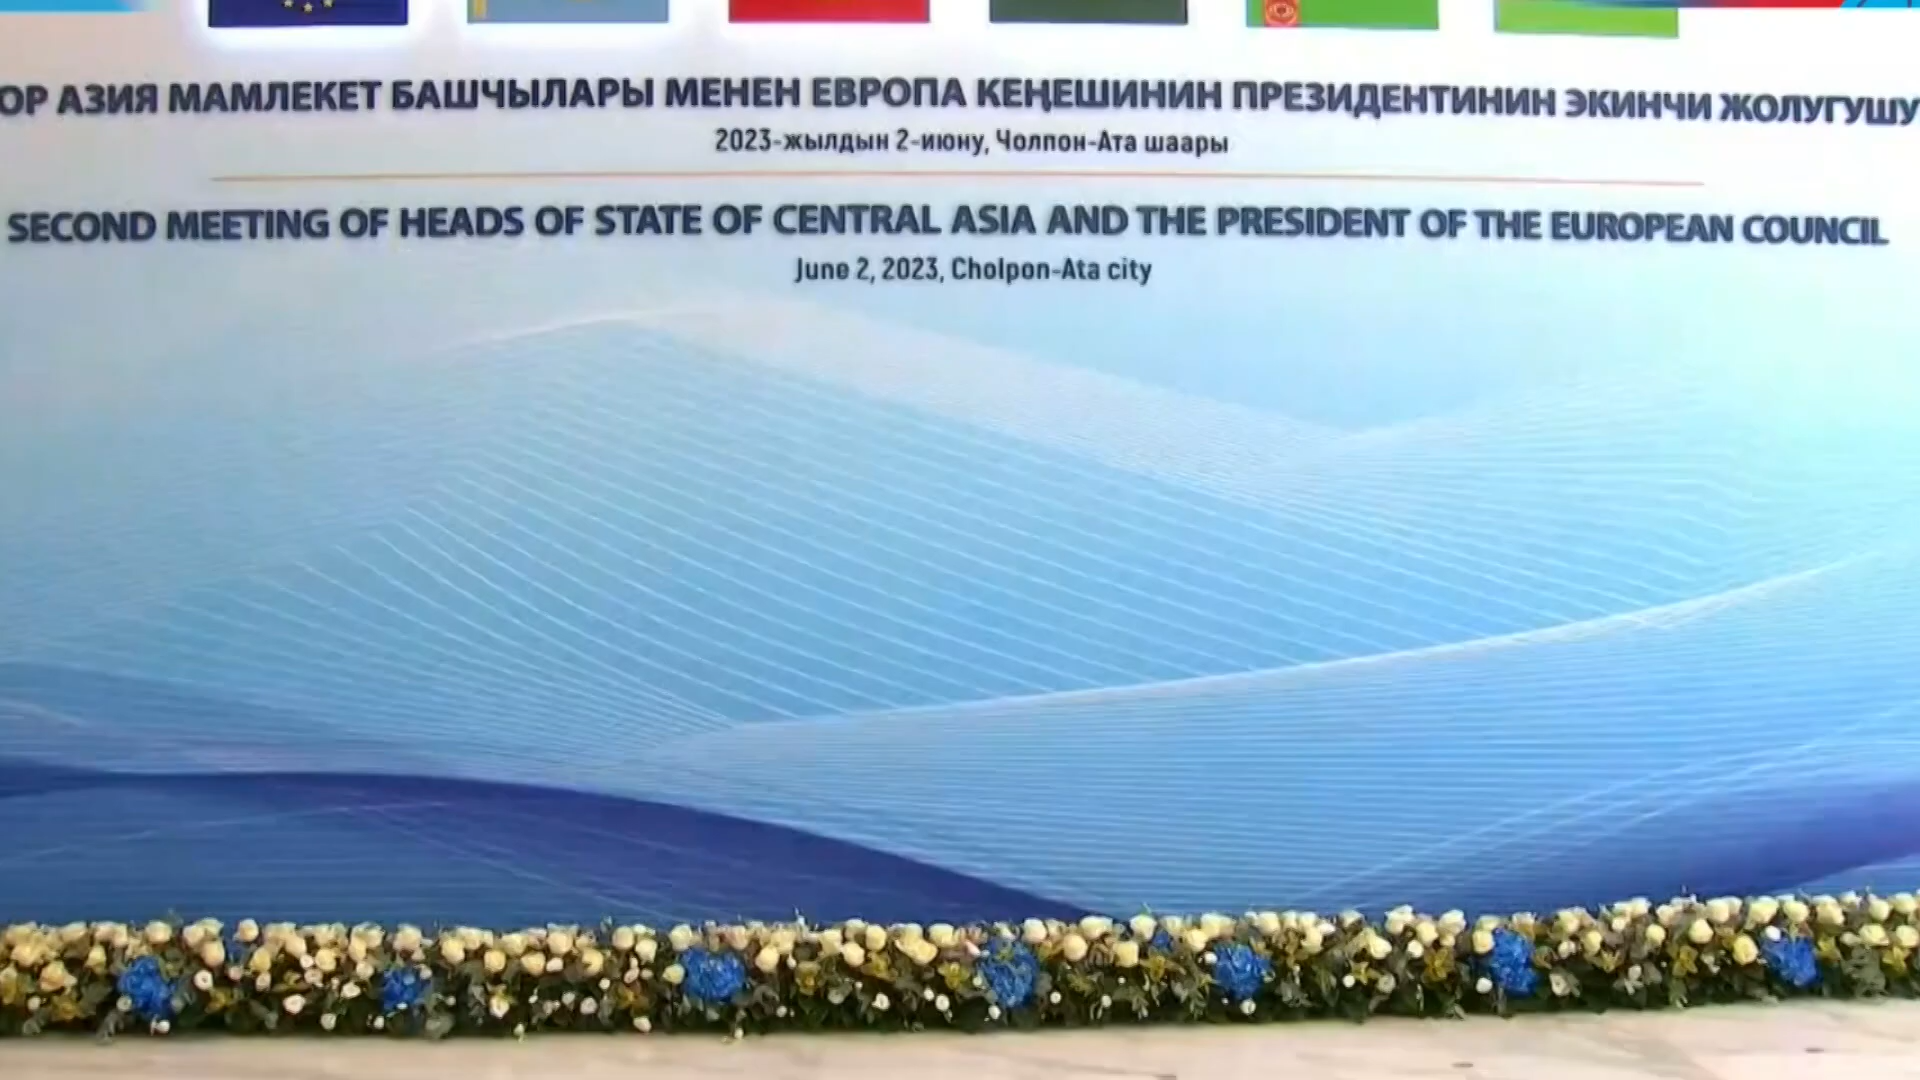 ОР АЗИЯ МАМЛЕКЕТ БАШЧЫЛАРЫ МЕНЕН ЕВРОПА КЕҢЕШИНИН ПРЕЗИДЕНТИНИН ЭКИНЧИ ЖОЛУГУШУ
2023-жылдын 2-июну, Чолпон-Ата шаары
SECOND MEETING OF HEADS OF STATE OF CENTRAL ASIA AND THE PRESIDENT OF THE EUROPEAN COUNCIL
June 2, 2023, Cholpon-Ata city